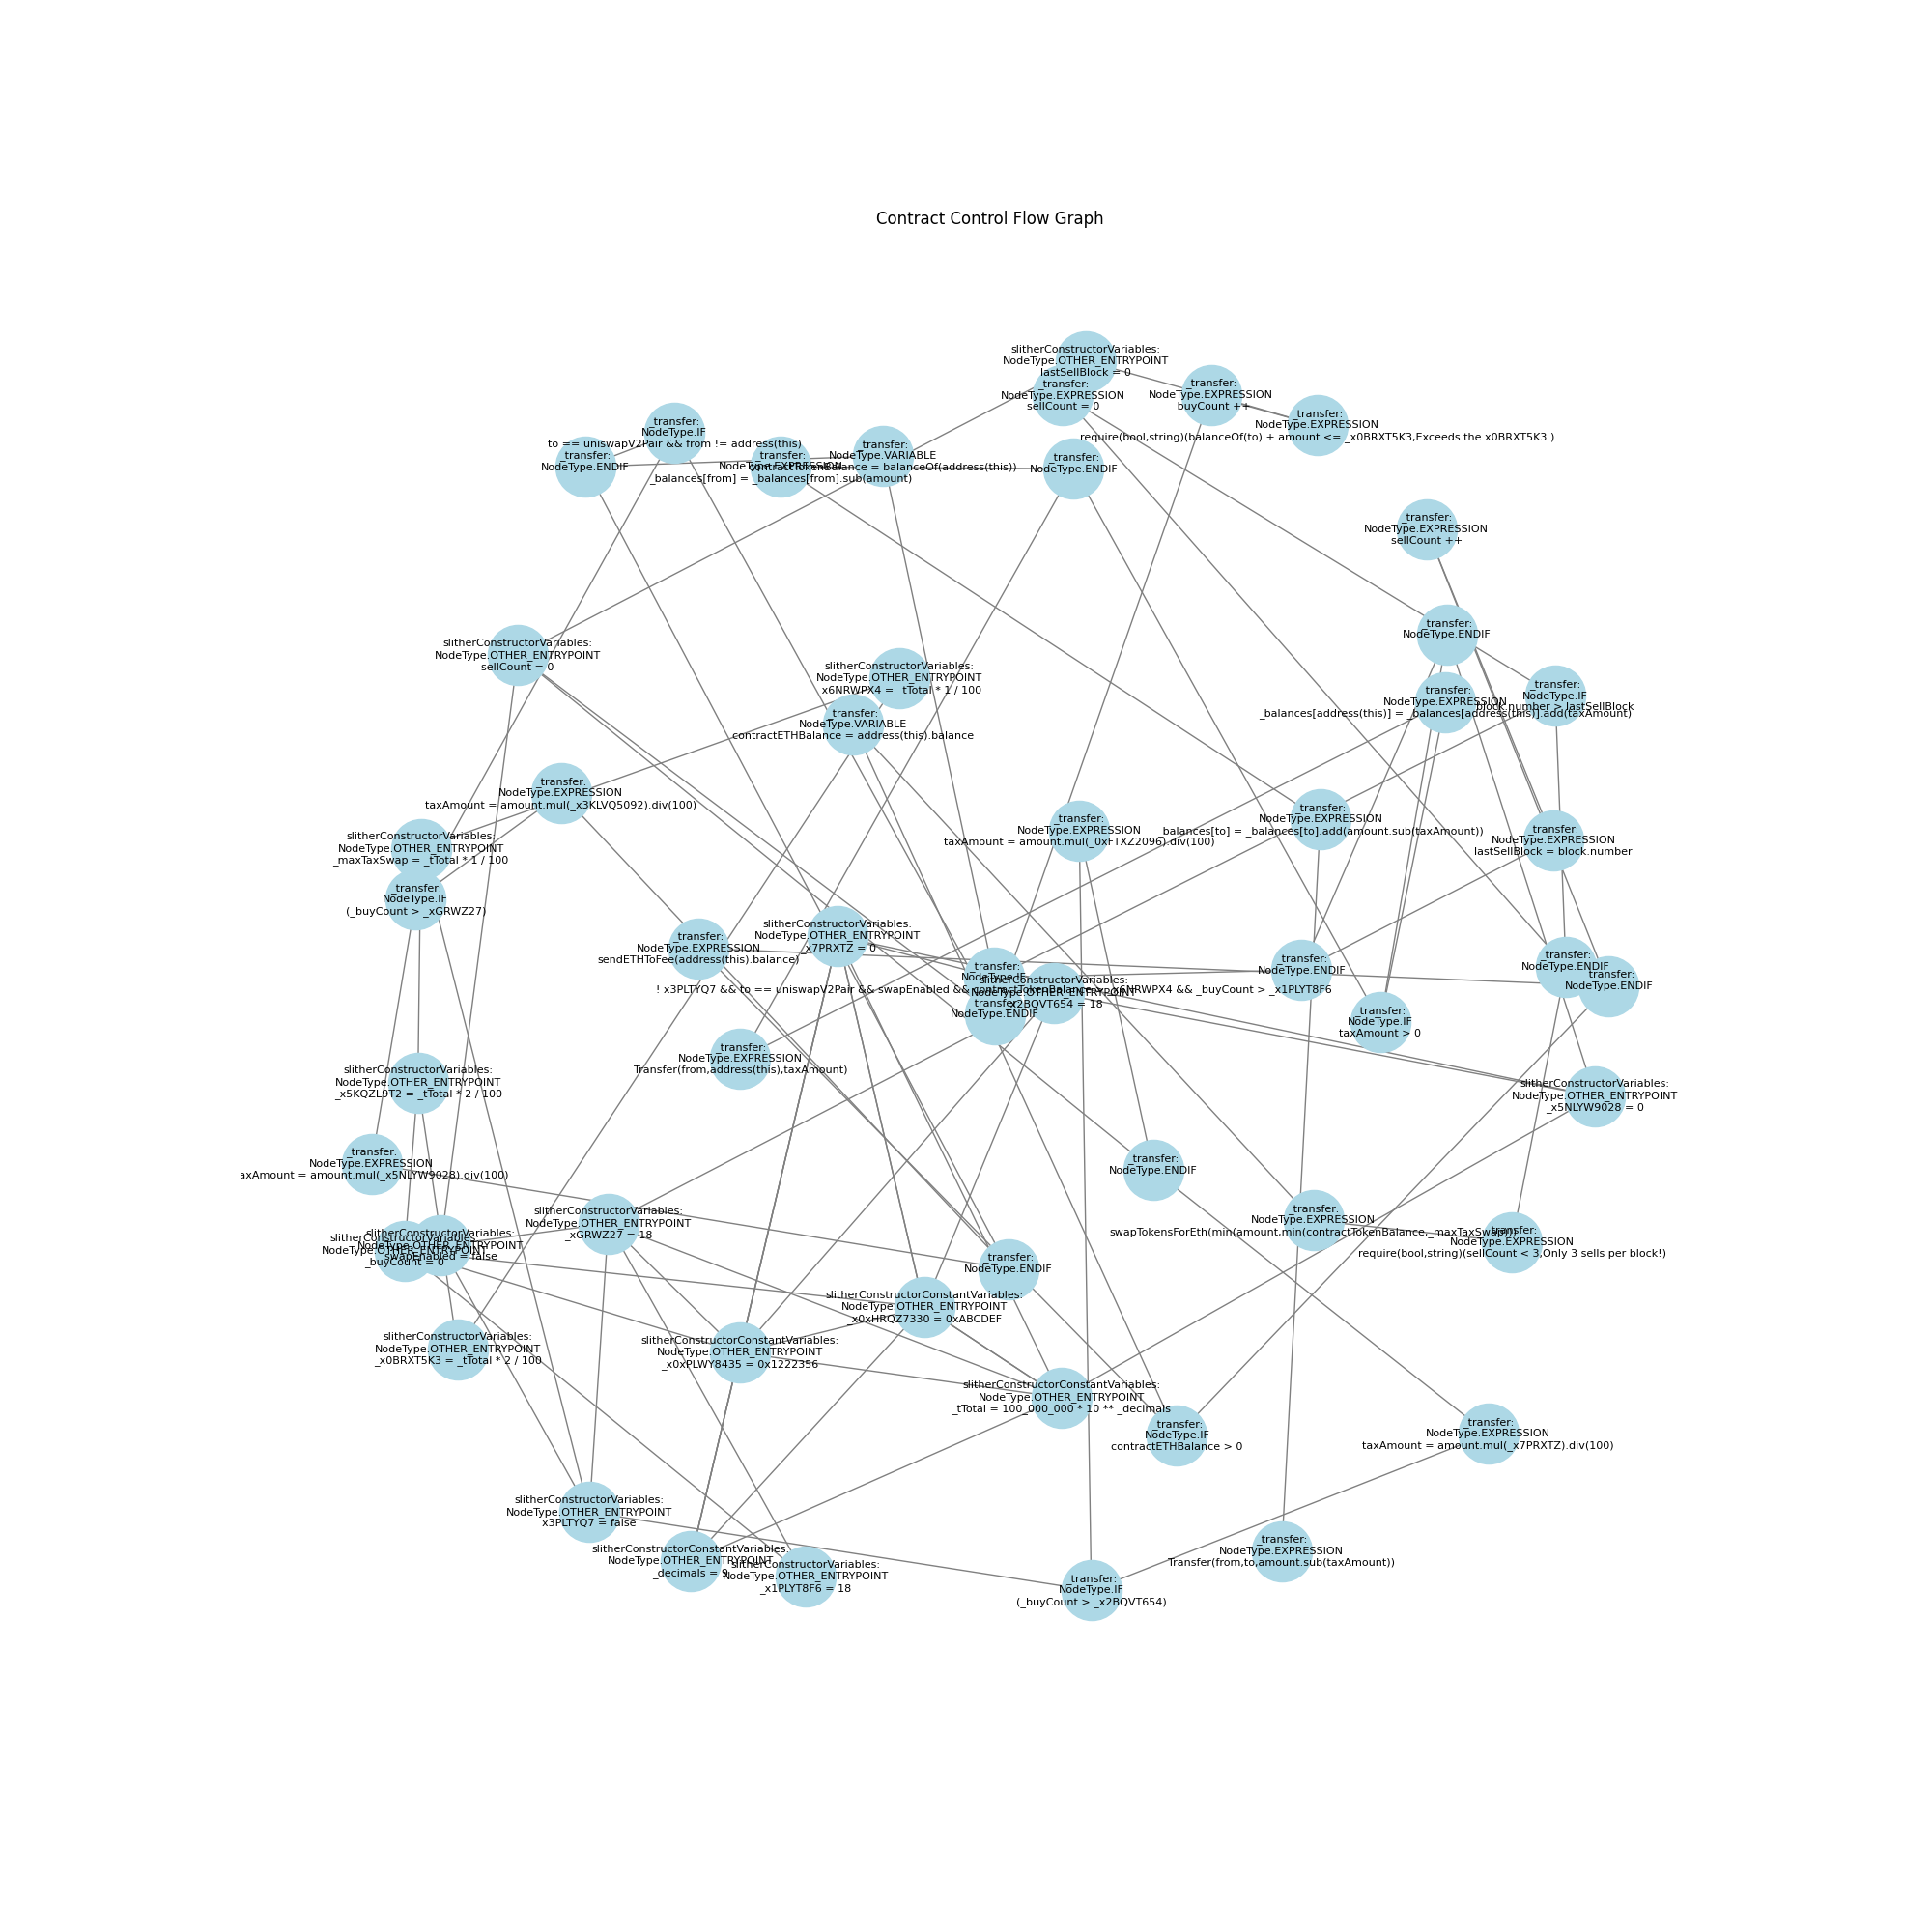 Contract Control Flow Graph
slitherConstructorVariables:
NodeType.OTHER_ENTRYPOINT
lastSellBlock = 0
_transfer:
NodeType.EXPRESSION
sellCount = 0
_transfer:
NodeType.EXPRESSION
_buyCount ++
_transfer:
NodeType.EXPRESSION
require(bool,string)(balanceOf(to) + amount <= _x0BRXT5K3,Exceeds the x0BRXT5K3.)
_transfer:
NodeType.IF
to == uniswapV2Pair && from != address(this)
_transfer:
NodeType.ENDIF
_transfer:
NodeType.EXPRESSION
_balances[from] = _balances[from].sub(amount)
_transfer:
NodeType.VARIABLE
contractTokenBalance = balanceOf(address(this))
_transfer:
NodeType.ENDIF
_transfer:
NodeType.EXPRESSION
sellCount ++
_transfer:
NodeType.ENDIF
slitherConstructorVariables:
NodeType.OTHER_ENTRYPOINT
sellCount = 0
slitherConstructorVariables:
NodeType.OTHER_ENTRYPOINT
_x6NRWPX4 = _tTotal * 1 / 100
_transfer:
NodeType.VARIABLE
contractETHBalance = address(this).balance
_transfer:
NodeType.EXPRESSION
_balances[address(this)] = _balances[address(this)].add(taxAmount)
_transfer:
NodeType.IF
block.number > lastSellBlock
_transfer:
NodeType.EXPRESSION
taxAmount = amount.mul(_x3KLVQ5092).div(100)
slitherConstructorVariables:
NodeType.OTHER_ENTRYPOINT
_maxTaxSwap = _tTotal * 1 / 100
_transfer:
NodeType.EXPRESSION
taxAmount = amount.mul(_0xFTXZ2096).div(100)
_transfer:
NodeType.EXPRESSION
_balances[to] = _balances[to].add(amount.sub(taxAmount))
_transfer:
NodeType.EXPRESSION
lastSellBlock = block.number
_transfer:
NodeType.IF
(_buyCount > _xGRWZ27)
_transfer:
NodeType.EXPRESSION
sendETHToFee(address(this).balance)
slitherConstructorVariables:
NodeType.OTHER_ENTRYPOINT
_x7PRXTZ = 0
_transfer:
NodeType.IF
! x3PLTYQ7 && to == uniswapV2Pair && swapEnabled && contractTokenBalance > _x6NRWPX4 && _buyCount > _x1PLYT8F6
slitherConstructorVariables:
NodeType.OTHER_ENTRYPOINT
_x2BQVT654 = 18
_transfer:
NodeType.ENDIF
_transfer:
NodeType.ENDIF
_transfer:
NodeType.ENDIF
_transfer:
NodeType.ENDIF
_transfer:
NodeType.IF
taxAmount > 0
_transfer:
NodeType.EXPRESSION
Transfer(from,address(this),taxAmount)
slitherConstructorVariables:
NodeType.OTHER_ENTRYPOINT
_x5KQZL9T2 = _tTotal * 2 / 100
slitherConstructorVariables:
NodeType.OTHER_ENTRYPOINT
_x5NLYW9028 = 0
_transfer:
NodeType.EXPRESSION
axAmount = amount.mul(_x5NLYW9028).div(100)
_transfer:
NodeType.ENDIF
slitherConstructorVariables:
NodeType.OTHER_ENTRYPOINT
_xGRWZ27 = 18
_transfer:
NodeType.EXPRESSION
swapTokensForEth(min(amount,min(contractTokenBalance,_maxTaxSwap)))
_transfer:
NodeType.EXPRESSION
require(bool,string)(sellCount < 3,Only 3 sells per block!)
slitherConstructorVariables:
NodeType.OTHER_ENTRYPOINT
swapEnabled = false
slitherConstructorVariables:
NodeType.OTHER_ENTRYPOINT
_buyCount = 0
_transfer:
NodeType.ENDIF
slitherConstructorConstantVariables:
NodeType.OTHER_ENTRYPOINT
_x0xHRQZ7330 = 0xABCDEF
slitherConstructorVariables:
NodeType.OTHER_ENTRYPOINT
_x0BRXT5K3 = _tTotal * 2 / 100
slitherConstructorConstantVariables:
NodeType.OTHER_ENTRYPOINT
_x0xPLWY8435 = 0x1222356
slitherConstructorConstantVariables:
NodeType.OTHER_ENTRYPOINT
_tTotal = 100_000_000 * 10 ** _decimals
_transfer:
NodeType.IF
contractETHBalance > 0
_transfer:
NodeType.EXPRESSION
taxAmount = amount.mul(_x7PRXTZ).div(100)
slitherConstructorVariables:
NodeType.OTHER_ENTRYPOINT
x3PLTYQ7 = false
slitherConstructorConstantVariables:
NodeType.OTHER_ENTRYPOINT
_decimals = 9
slitherConstructorVariables:
NodeType.OTHER_ENTRYPOINT
_x1PLYT8F6 = 18
_transfer:
NodeType.EXPRESSION
Transfer(from,to,amount.sub(taxAmount))
_transfer:
NodeType.IF
(_buyCount > _x2BQVT654)